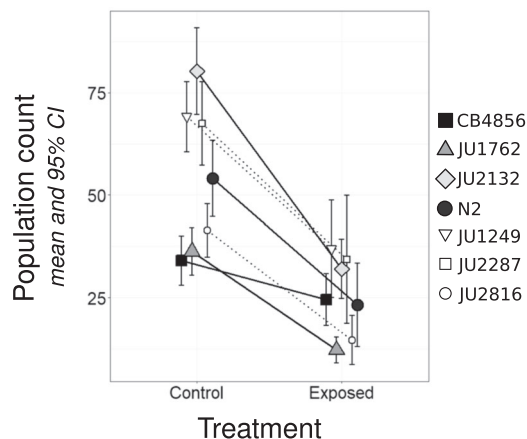 Population count
mean and 95% CI
75
50
25
Control
Exposed
Treatment
CB4856
JU1762
JU2132
N2
JU1249
JU2287
JU2816